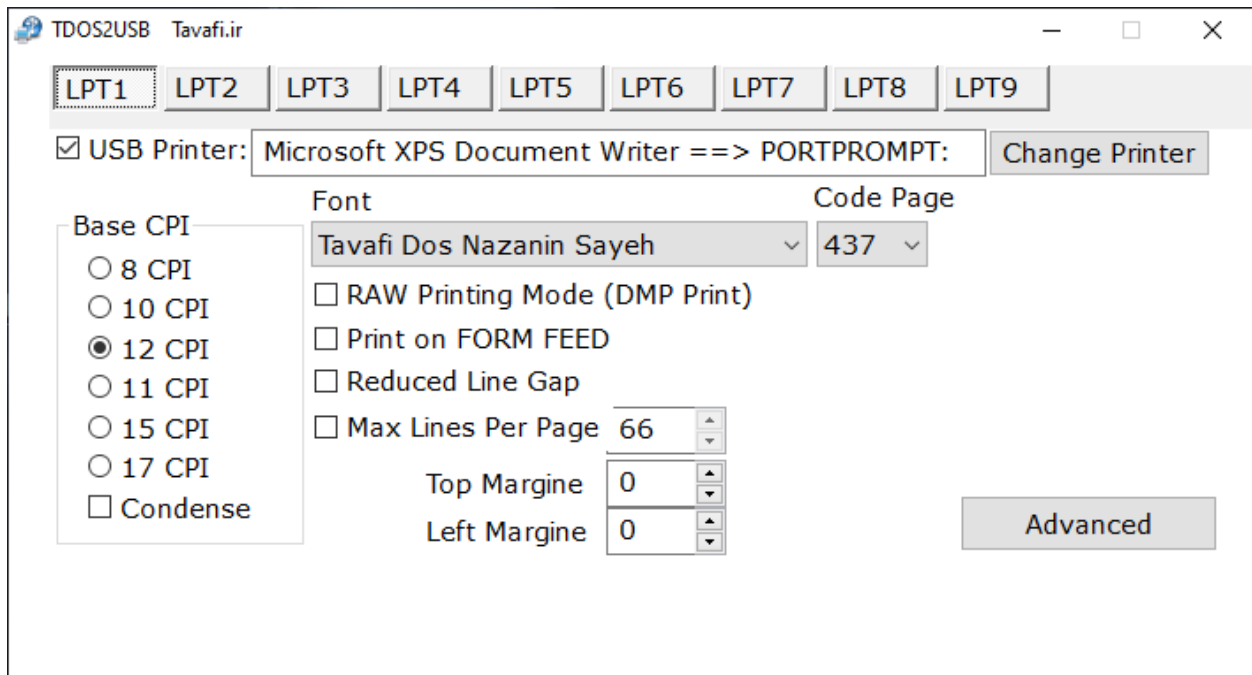 TDOS2USB Tavafi.ir
LPT1 LPT2 LPT3 LPT4 LPT5 LPT6 LPT7 LPT8 LPT9
USB Printer: Microsoft XPS Document Writer ==> PORTPROMPT: Change Printer
Font Code Page
Base CPI
Tavafi Dos Nazanin Sayeh 437
8 CPI
RAW Printing Mode (DMP Print)
10 CPI
Print on FORM FEED
12 CPI
Reduced Line Gap
11 CPI
Max Lines Per Page 66
15 CPI
17 CPI
Top Margine 0
Condense
Left Margine 0
Advanced